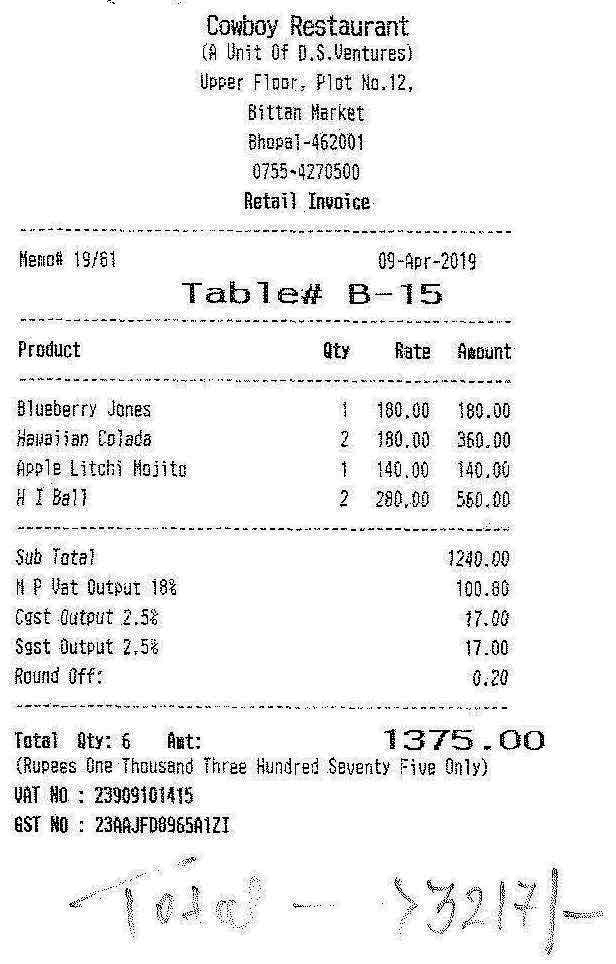 Cowboy Restaurant
(A Unit Of D.S.Ventures)
Upper Floor, Plot No.12,
Bittan Market
Bhopal-462001
0755-4270500
Retail Invoice
Memo# 19/61 09-Apr-2019
Table# B-15
Product Qty Rate Amount
Blueberry Jones 1 180.00 180.00
Hawaiian Colada 2 180.00 360.00
Apple Litchi Mojito 1 140.00 140.00
H I Ball 2 280.00 560.00
Sub Total 1240.00
M P Vat Output 18% 100.80
Cgst Output 2.5% 17.00
Sgst Output 2.5% 17.00
Round Off: 0.20
Total Qty: 6 Amt: 1375.00
(Rupees One Thousand Three Hundred Seventy Five Only)
VAT NO : 23909101415
GST NO : 23AAJFD8965A1ZI
Total - >3217/-